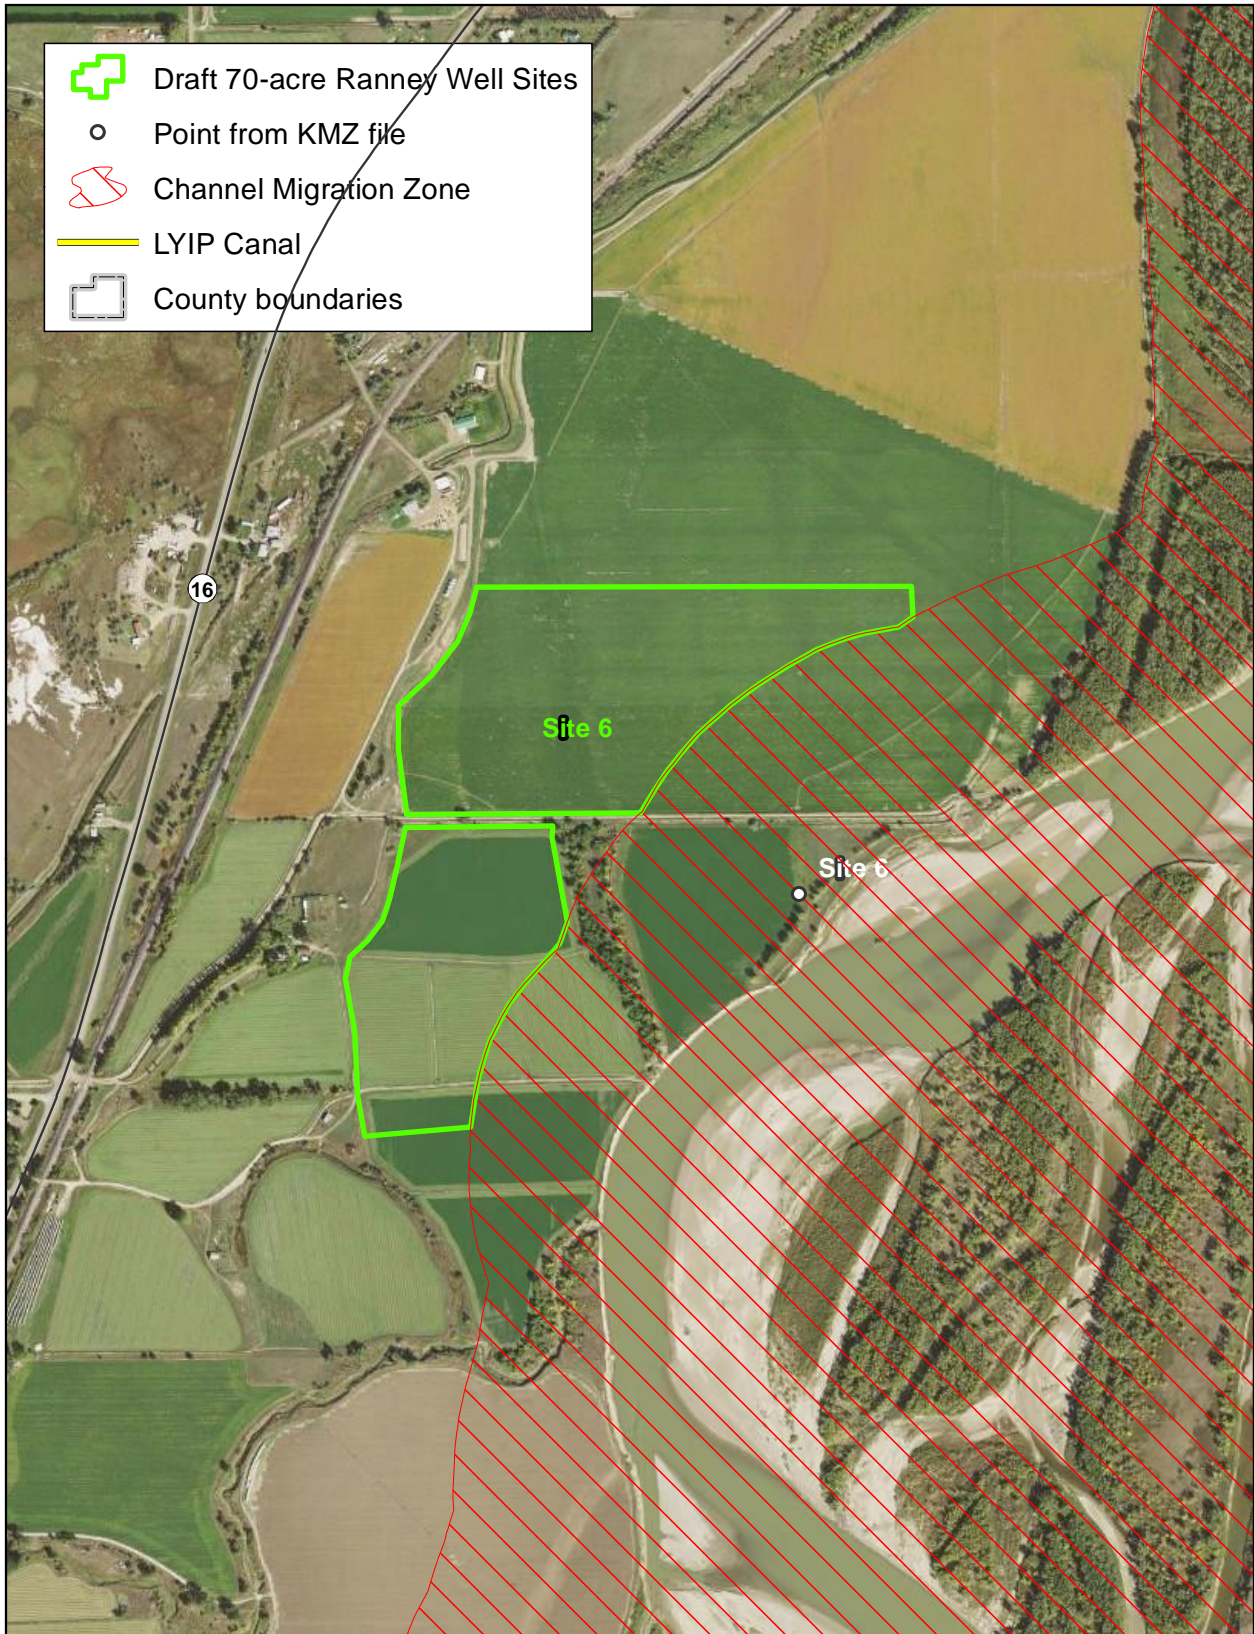 Draft 70-acre Ranney Well Sites
Point from KMZ file
Channel Migration Zone
LYIP Canal
County boundaries
16
Site 6
Site 6